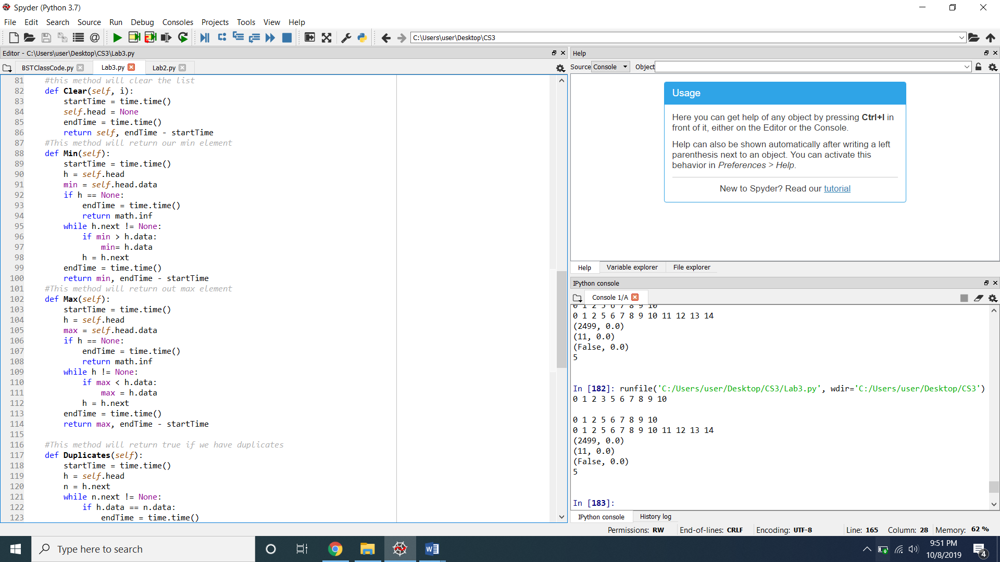 Spyder (Python 3.7)
File Edit Search Source Run Debug Consoles Projects Tools View Help
C:\Users\user\Desktop\CS3
Editor - C:\Users\user\Desktop\CS3\Lab3.py
BSTClassCode.py Lab3.py Lab2.py
81 #this method will clear the list
82 def Clear(self, i):
83 startTime = time.time()
84 self.head = None
85 endTime = time.time()
86 return self, endTime - startTime
87 #This method will return our min element
88 def Min(self):
89 startTime = time.time()
90 h = self.head
91 min = self.head.data
92 if h == None:
93 endTime = time.time()
94 return math.inf
95 while h.next != None:
96 if min > h.data:
97 min= h.data
98 h = h.next
99 endTime = time.time()
100 return min, endTime - startTime
101 #This method will return out max element
102 def Max(self):
103 startTime = time.time()
104 h = self.head
105 max = self.head.data
106 if h == None:
107 endTime = time.time()
108 return math.inf
109 while h != None:
110 if max < h.data:
111 max = h.data
112 h = h.next
113 endTime = time.time()
114 return max, endTime - startTime
115
116 #This method will return true if we have duplicates
117 def Duplicates(self):
118 startTime = time.time()
119 h = self.head
120 n = h.next
121 while n.next != None:
122 if h.data == n.data:
123 endTime = time.time()
Help
Source Console Object
Usage
Here you can get help of any object by pressing Ctrl+I in
front of it, either on the Editor or the Console.
Help can also be shown automatically after writing a left
parenthesis next to an object. You can activate this
behavior in Preferences > Help.
New to Spyder? Read our tutorial
Help Variable explorer File explorer
IPython console
Console 1/A
0 1 2 5 6 7 8 9 10
0 1 2 5 6 7 8 9 10 11 12 13 14
(2499, 0.0)
(11, 0.0)
(False, 0.0)
5
In [182]: runfile('C:/Users/user/Desktop/CS3/Lab3.py', wdir='C:/Users/user/Desktop/CS3')
0 1 2 3 5 6 7 8 9 10
0 1 2 5 6 7 8 9 10
0 1 2 5 6 7 8 9 10 11 12 13 14
(2499, 0.0)
(11, 0.0)
(False, 0.0)
5
In [183]:
IPython console History log
Permissions: RW End-of-lines: CRLF Encoding: UTF-8 Line: 165 Column: 28 Memory: 62 %
Type here to search
9:51 PM
10/8/2019
4